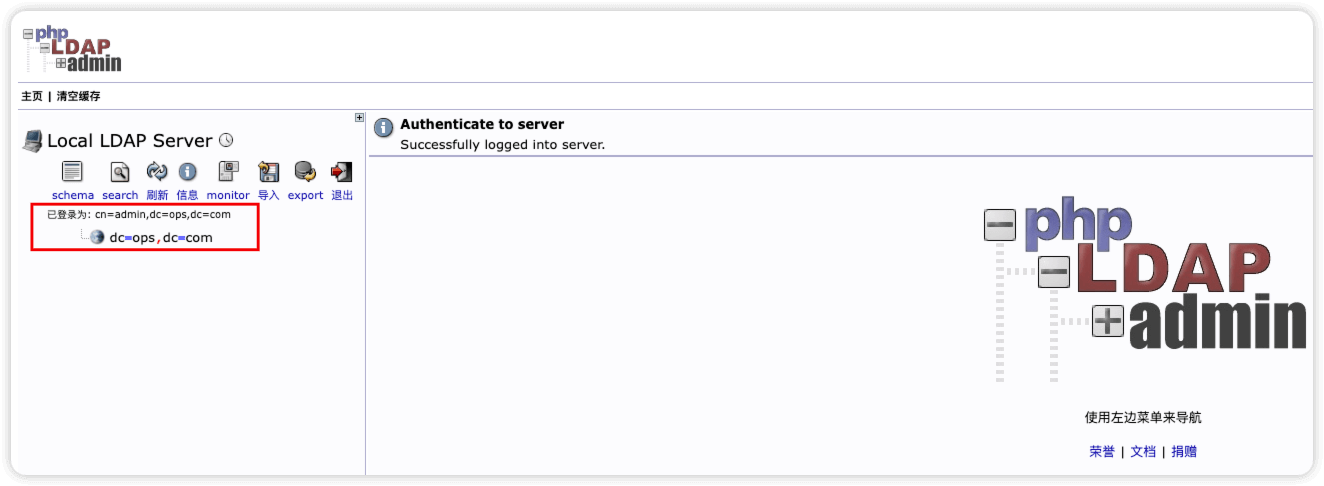 php
LDAP
admin
主页 | 清空缓存
Local LDAP Server
schema search 刷新 信息 monitor 导入 export 退出
已登录为: cn=admin,dc=ops,dc=com
dc=ops,dc=com
Authenticate to server
Successfully logged into server.
php
LDAP
admin
使用左边菜单来导航
荣誉 | 文档 | 捐赠